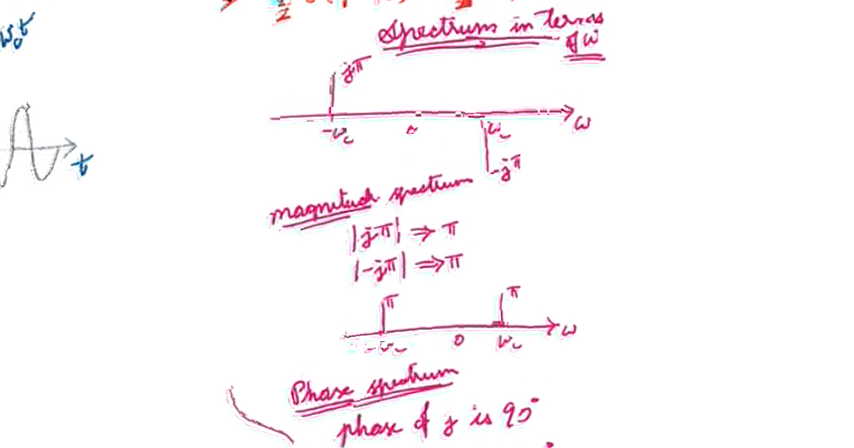 Spectrum in terms
of ω
ω₀t
jπ
-ωc ωc ω
-jπ
t
magnitude spectrum
|jπ| ⇒ π
|-jπ| ⇒ π
π π
-ωc 0 ωc ω
Phase spectrum
phase of j is 90°